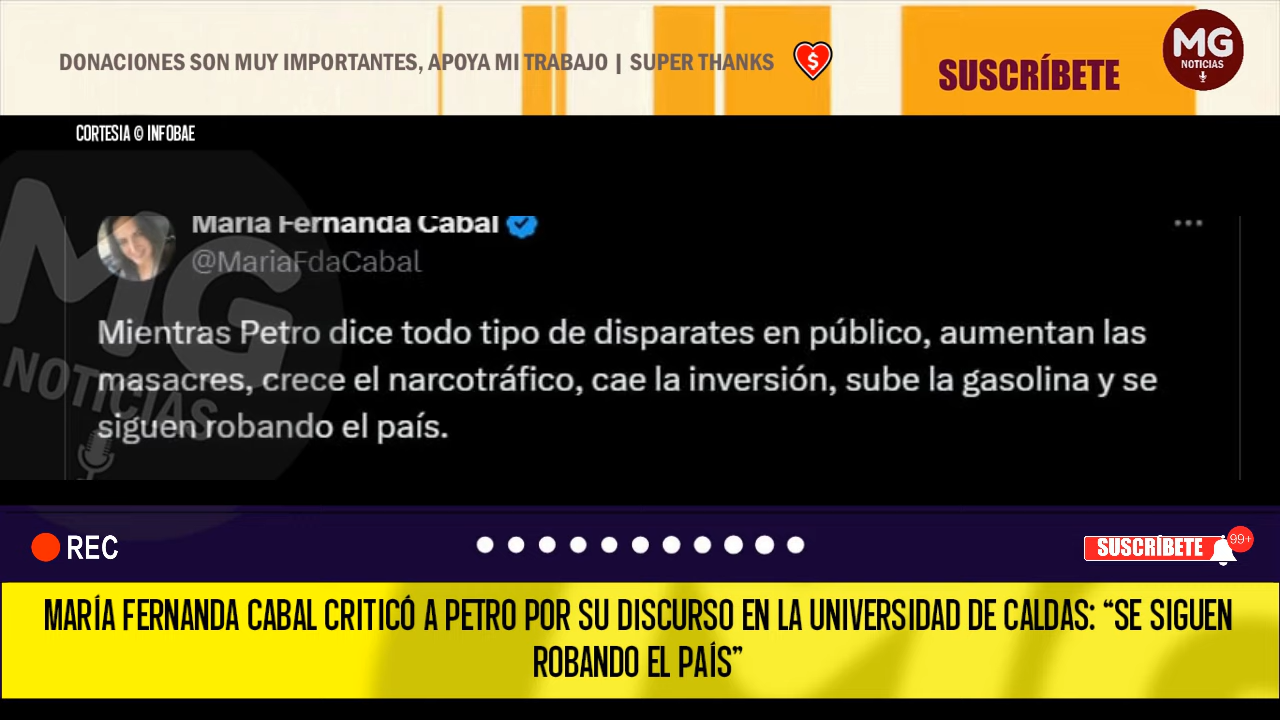 DONACIONES SON MUY IMPORTANTES, APOYA MI TRABAJO | SUPER THANKS
$
SUSCRÍBETE
MG
NOTICIAS
CORTESIA © INFOBAE
María Fernanda Cabal
@MariaFdaCabal
Mientras Petro dice todo tipo de disparates en público, aumentan las
masacres, crece el narcotráfico, cae la inversión, sube la gasolina y se
siguen robando el país.
MG
NOTICIAS
REC
SUSCRÍBETE
99+
MARÍA FERNANDA CABAL CRITICÓ A PETRO POR SU DISCURSO EN LA UNIVERSIDAD DE CALDAS: “SE SIGUEN
ROBANDO EL PAÍS”